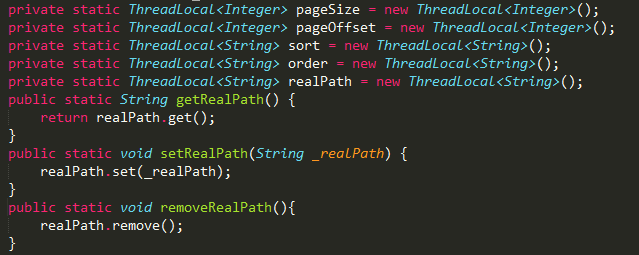 private static ThreadLocal<Integer> pageSize = new ThreadLocal<Integer>();
private static ThreadLocal<Integer> pageOffset = new ThreadLocal<Integer>();
private static ThreadLocal<String> sort = new ThreadLocal<String>();
private static ThreadLocal<String> order = new ThreadLocal<String>();
private static ThreadLocal<String> realPath = new ThreadLocal<String>();
public static String getRealPath() {
    return realPath.get();
}
public static void setRealPath(String _realPath) {
    realPath.set(_realPath);
}
public static void removeRealPath(){
    realPath.remove();
}